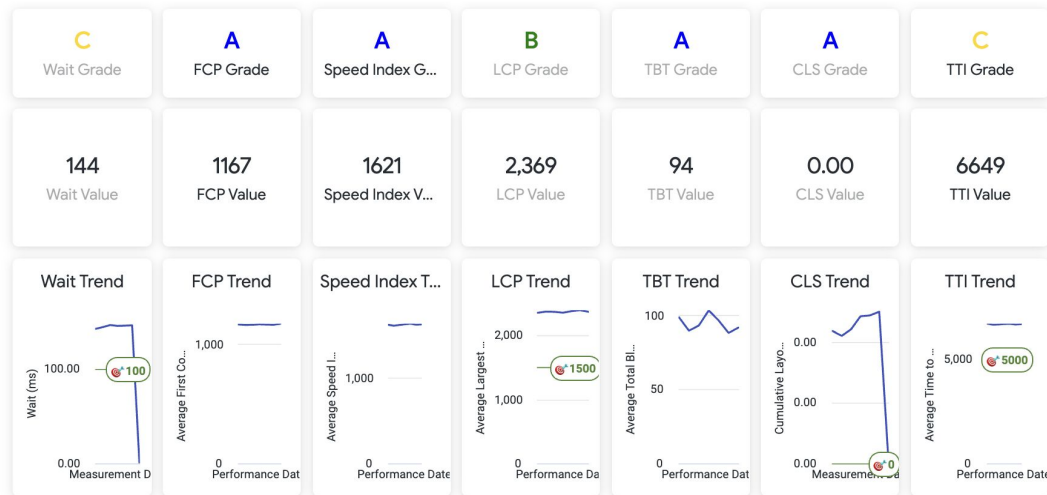 C
Wait Grade
A
FCP Grade
A
Speed Index G...
B
LCP Grade
A
TBT Grade
A
CLS Grade
C
TTI Grade
144
Wait Value
1167
FCP Value
1621
Speed Index V...
2,369
LCP Value
94
TBT Value
0.00
CLS Value
6649
TTI Value
Wait Trend
Wait (ms)
100.00
0.00
100
Measurement D
FCP Trend
Average First Co...
1,000
0
Performance Dat
Speed Index T...
Average Speed I...
1,000
0
Performance Date
LCP Trend
Average Largest ...
2,000
1,000
0
1500
Performance Dat
TBT Trend
Average Total Bl...
100
50
0
Performance Dat
CLS Trend
Cumulative Layo...
0.00
0.00
0.00
0
Measurement Da
TTI Trend
Average Time to ...
5,000
0
5000
Performance Dat